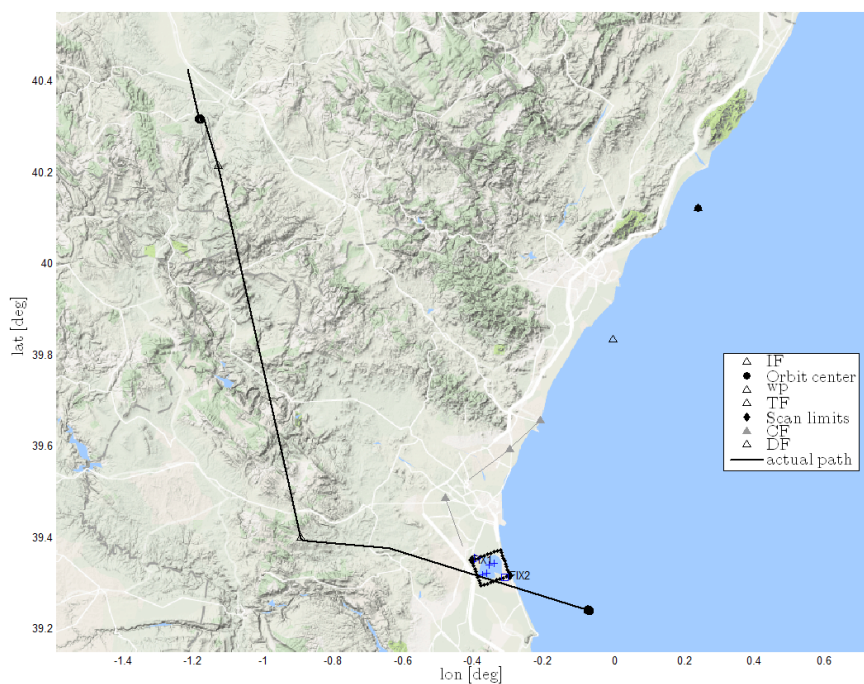 40.4
40.2
40
39.8
39.6
39.4
39.2
lat [deg]
IF
Orbit center
wp
TF
Scan limits
CF
DF
actual path
FIX2
-1.4
-1.2
-1
-0.8
-0.6
-0.4
-0.2
0
0.2
0.4
0.6
lon [deg]